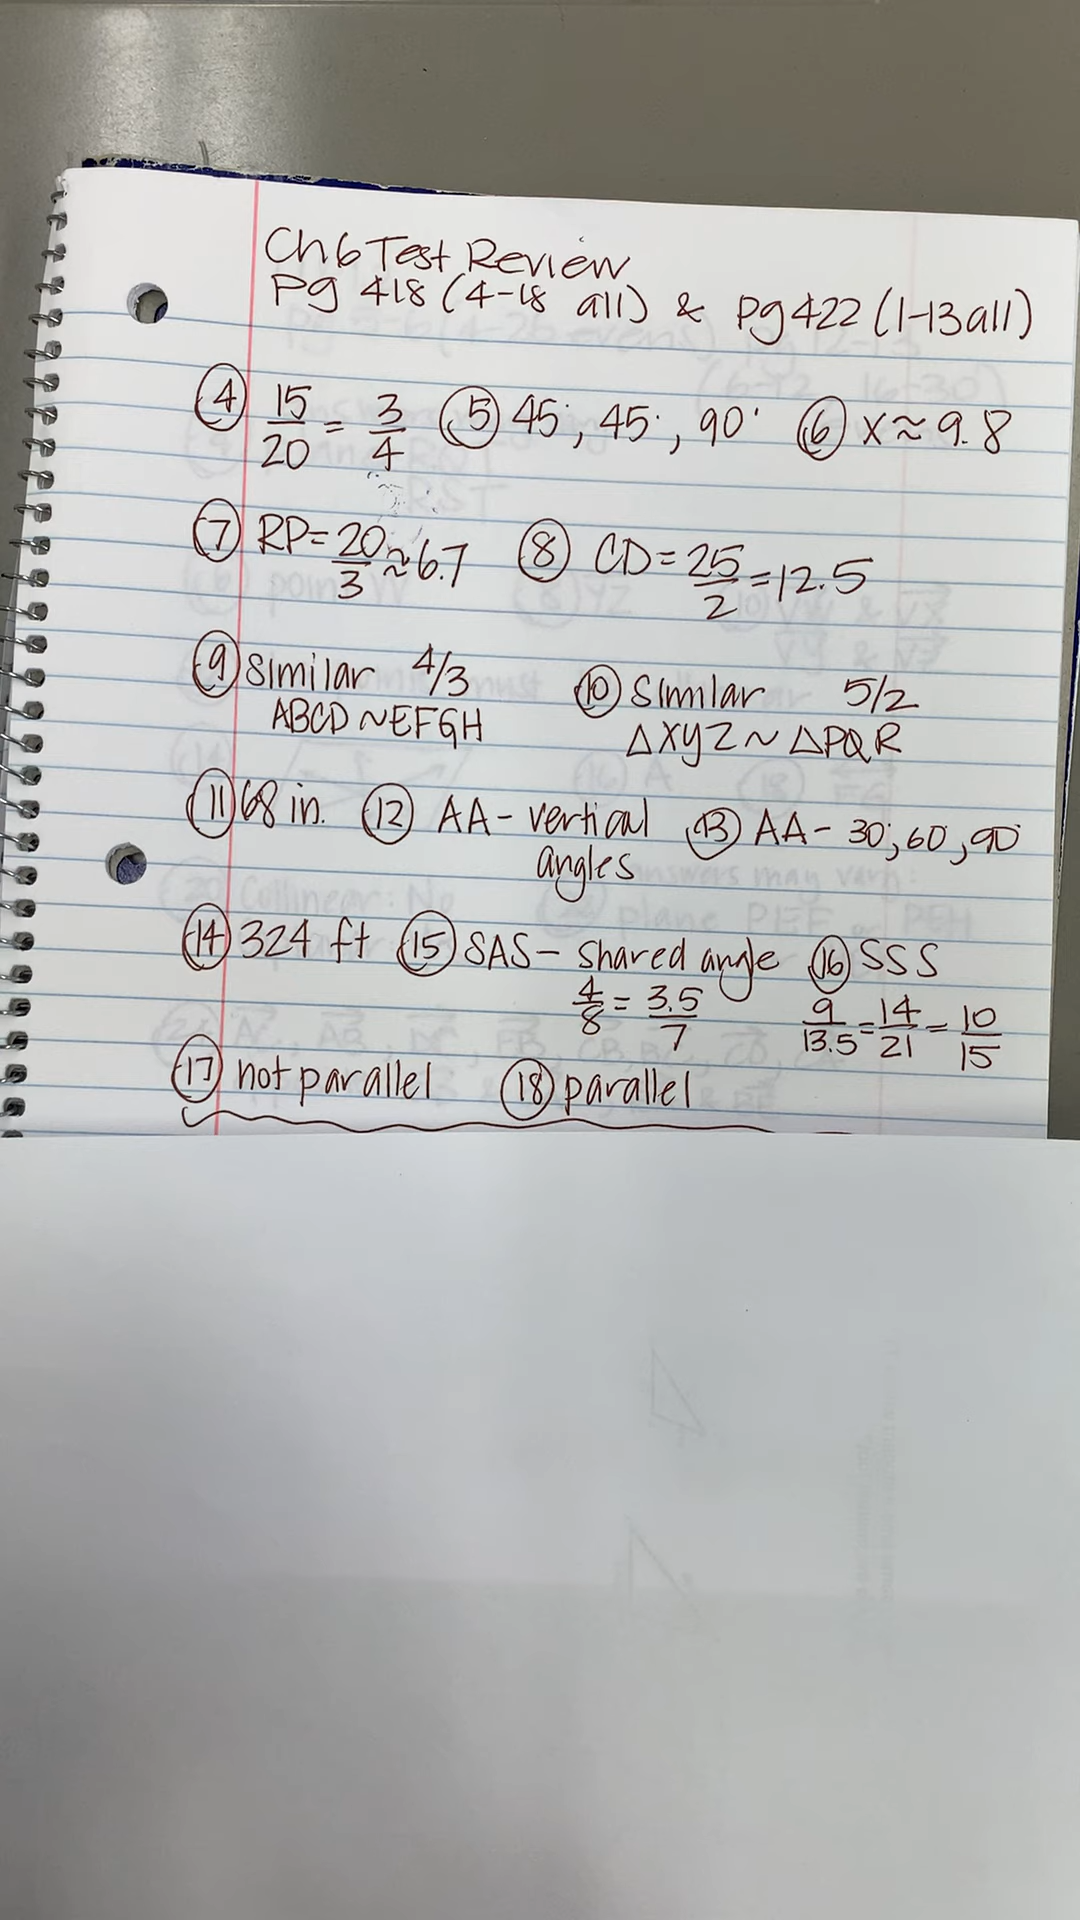 Ch 6 Test Review
Pg 418 (4-18 all) & pg 422 (1-13 all)
④ 15/20 = 3/4 ⑤ 45°, 45°, 90° ⑥ x ≈ 9.8
⑦ RP = 20/3 ≈ 6.7 ⑧ CD = 25/2 = 12.5
⑨ similar 4/3 ⑩ similar 5/2
ABCD ~ EFGH △XYZ ~ △PQR
⑪ 68 in. ⑫ AA - vertical angles ⑬ AA - 30°, 60°, 90°
⑭ 324 ft ⑮ SAS - shared angle ⑯ SSS
4/8 = 3.5/7 9/13.5 = 14/21 = 10/15
⑰ not parallel ⑱ parallel